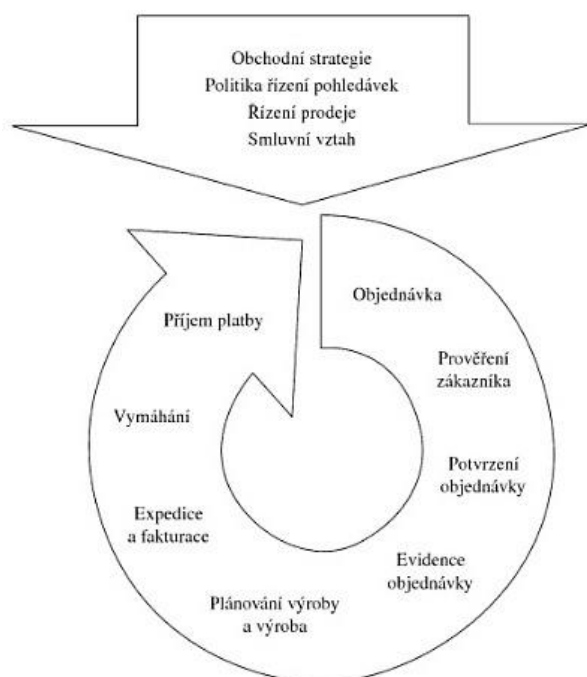 Obchodní strategie
Politika řízení pohledávek
Řízení prodeje
Smluvní vztah
Objednávka
Prověření
zákazníka
Potvrzení
objednávky
Evidence
objednávky
Plánování výroby
a výroba
Expedice
a fakturace
Vymáhání
Příjem platby